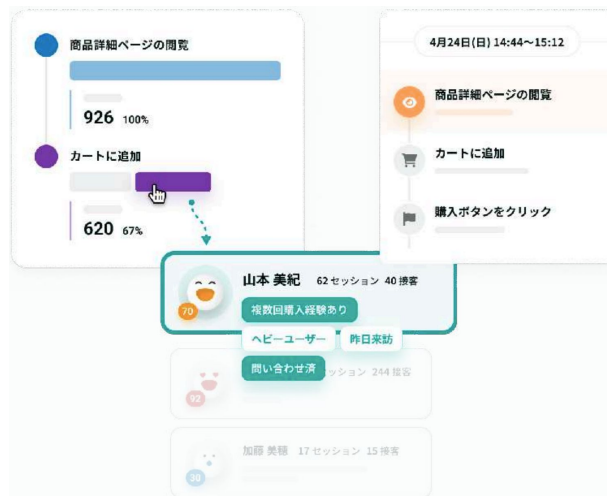 商品詳細ページの閲覧
926 100%
カートに追加
620 67%
4月24日(日) 14:44〜15:12
商品詳細ページの閲覧
カートに追加
購入ボタンをクリック
山本 美紀 62 セッション 40 接客
70
複数回購入経験あり
ヘビーユーザー 昨日来訪
問い合わせ済
ッション 244 接客
92
加藤 美穂 17 セッション 15 接客
38